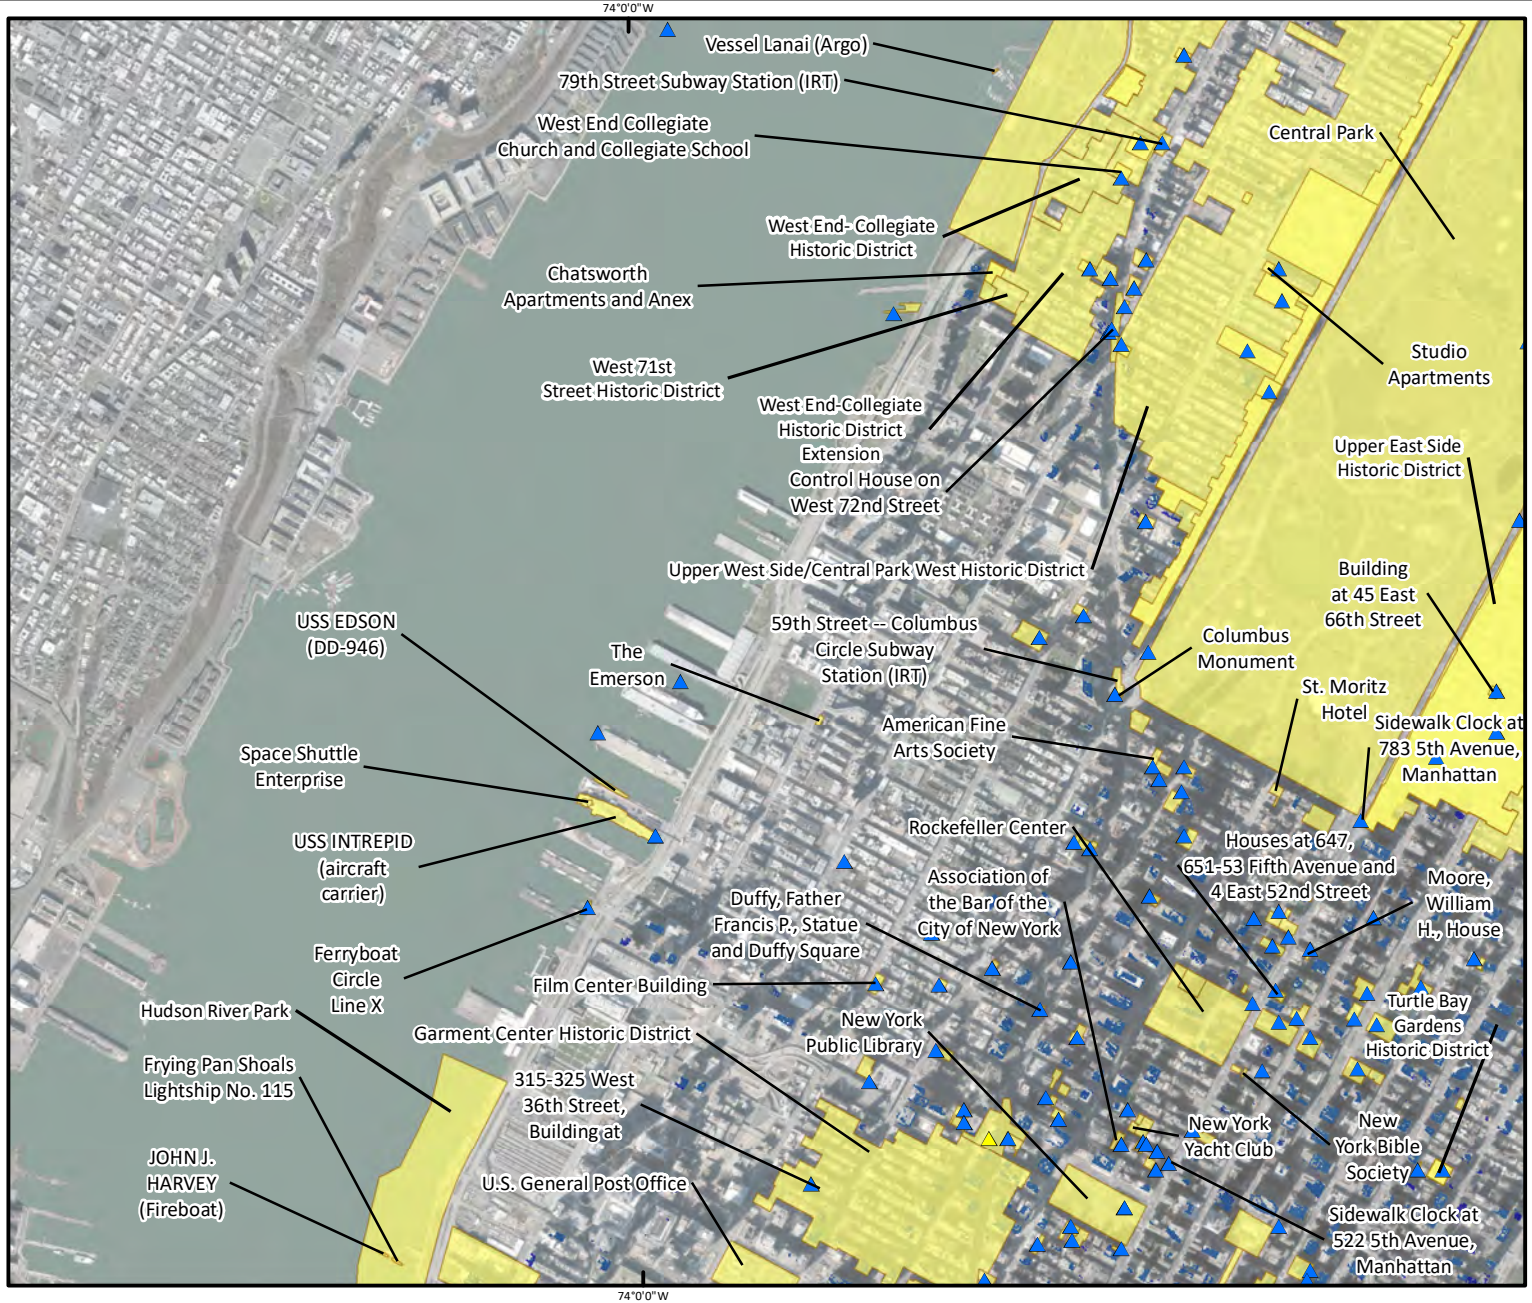 74°0'0"W
Vessel Lanai (Argo)
79th Street Subway Station (IRT)
West End Collegiate
Church and Collegiate School
Central Park
West End- Collegiate
Historic District
Chatsworth
Apartments and Anex
West 71st
Street Historic District
Studio
Apartments
West End-Collegiate
Historic District
Extension
Control House on
West 72nd Street
Upper East Side
Historic District
Upper West Side/Central Park West Historic District
Building
at 45 East
66th Street
USS EDSON
(DD-946)
The
Emerson
59th Street -- Columbus
Circle Subway
Station (IRT)
Columbus
Monument
St. Moritz
Hotel
American Fine
Arts Society
Sidewalk Clock at
783 5th Avenue,
Manhattan
Space Shuttle
Enterprise
Rockefeller Center
USS INTREPID
(aircraft
carrier)
Houses at 647,
651-53 Fifth Avenue and
4 East 52nd Street
Association of
the Bar of the
City of New York
Moore,
William
H., House
Duffy, Father
Francis P., Statue
and Duffy Square
Ferryboat
Circle
Line X
Film Center Building
Hudson River Park
Garment Center Historic District
New York
Public Library
Turtle Bay
Gardens
Historic District
Frying Pan Shoals
Lightship No. 115
315-325 West
36th Street,
Building at
New York
Yacht Club
New
York Bible
Society
JOHN J.
HARVEY
(Fireboat)
U.S. General Post Office
Sidewalk Clock at
522 5th Avenue,
Manhattan
74°0'0"W